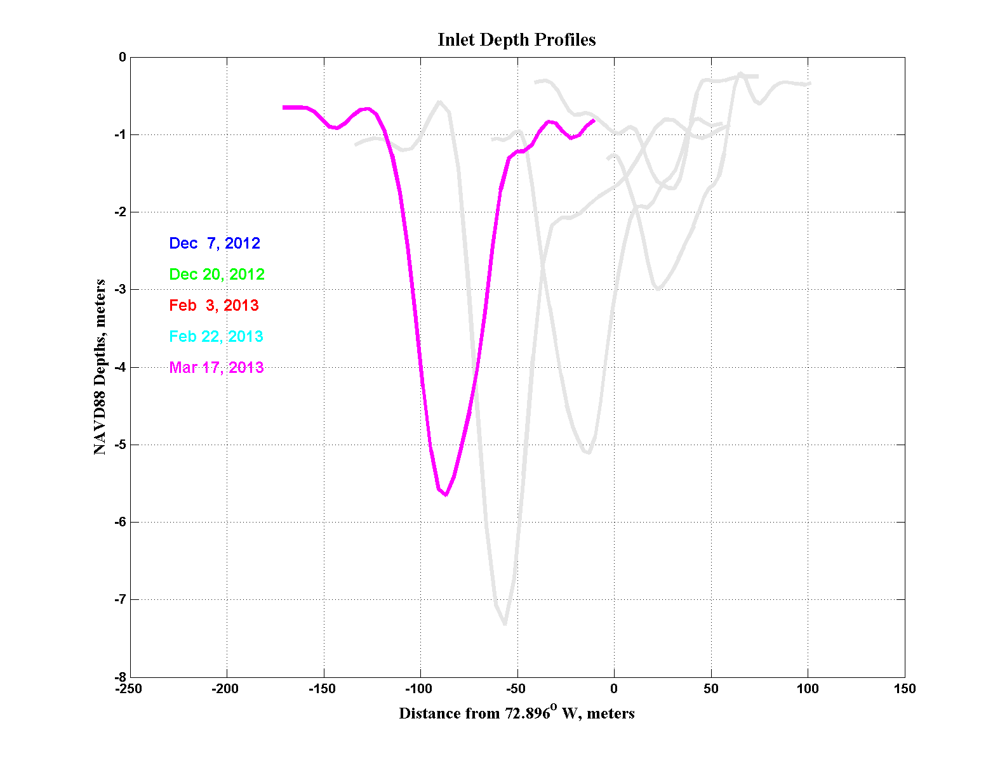 Inlet Depth Profiles
0
-1
-2
-3
-4
-5
-6
-7
-8
NAVD88 Depths, meters
Dec 7, 2012
Dec 20, 2012
Feb 3, 2013
Feb 22, 2013
Mar 17, 2013
-250 -200 -150 -100 -50 0 50 100 150
Distance from 72.896° W, meters